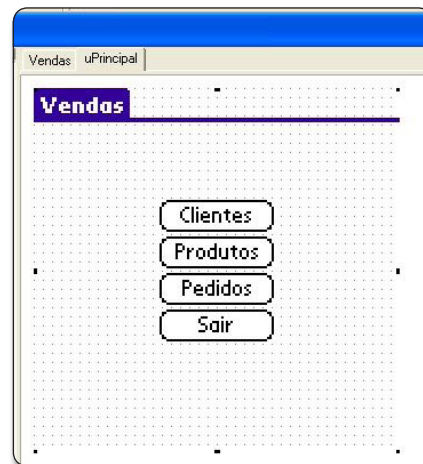 Vendas uPrincipal
Vendas
Clientes
Produtos
Pedidos
Sair